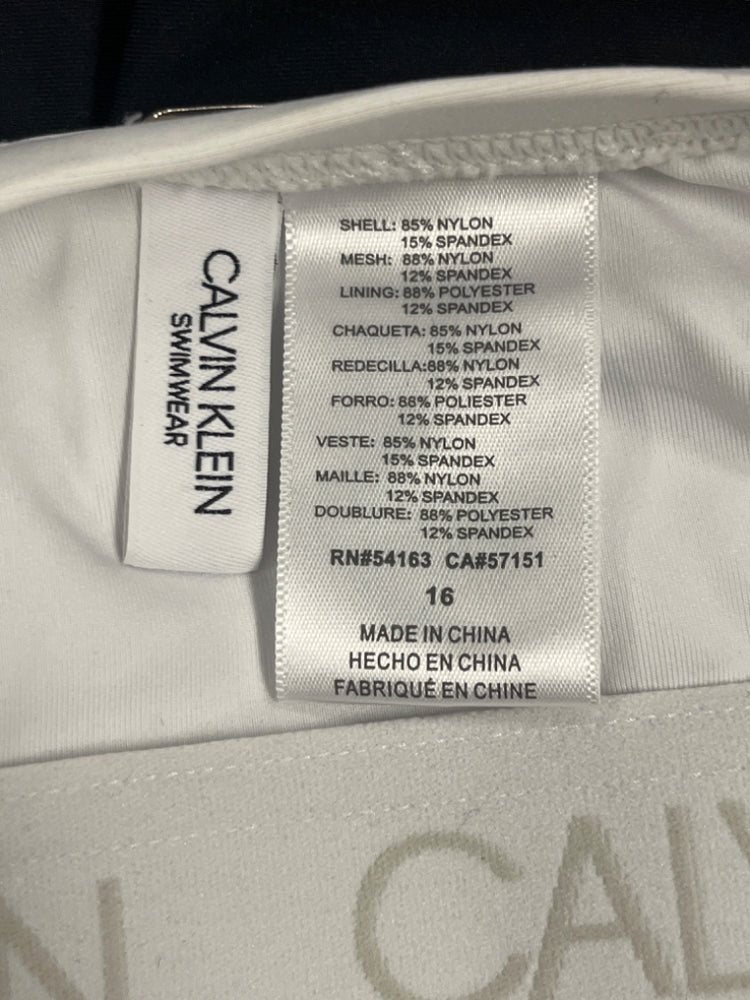 CALVIN KLEIN
SWIMWEAR
SHELL: 85% NYLON
15% SPANDEX
MESH: 88% NYLON
12% SPANDEX
LINING: 88% POLYESTER
12% SPANDEX
CHAQUETA: 85% NYLON
15% SPANDEX
REDECILLA:88% NYLON
12% SPANDEX
FORRO: 88% POLIESTER
12% SPANDEX
VESTE: 85% NYLON
15% SPANDEX
MAILLE: 88% NYLON
12% SPANDEX
DOUBLURE: 88% POLYESTER
12% SPANDEX
RN#54163 CA#57151
16
MADE IN CHINA
HECHO EN CHINA
FABRIQUÉ EN CHINE
N CAL